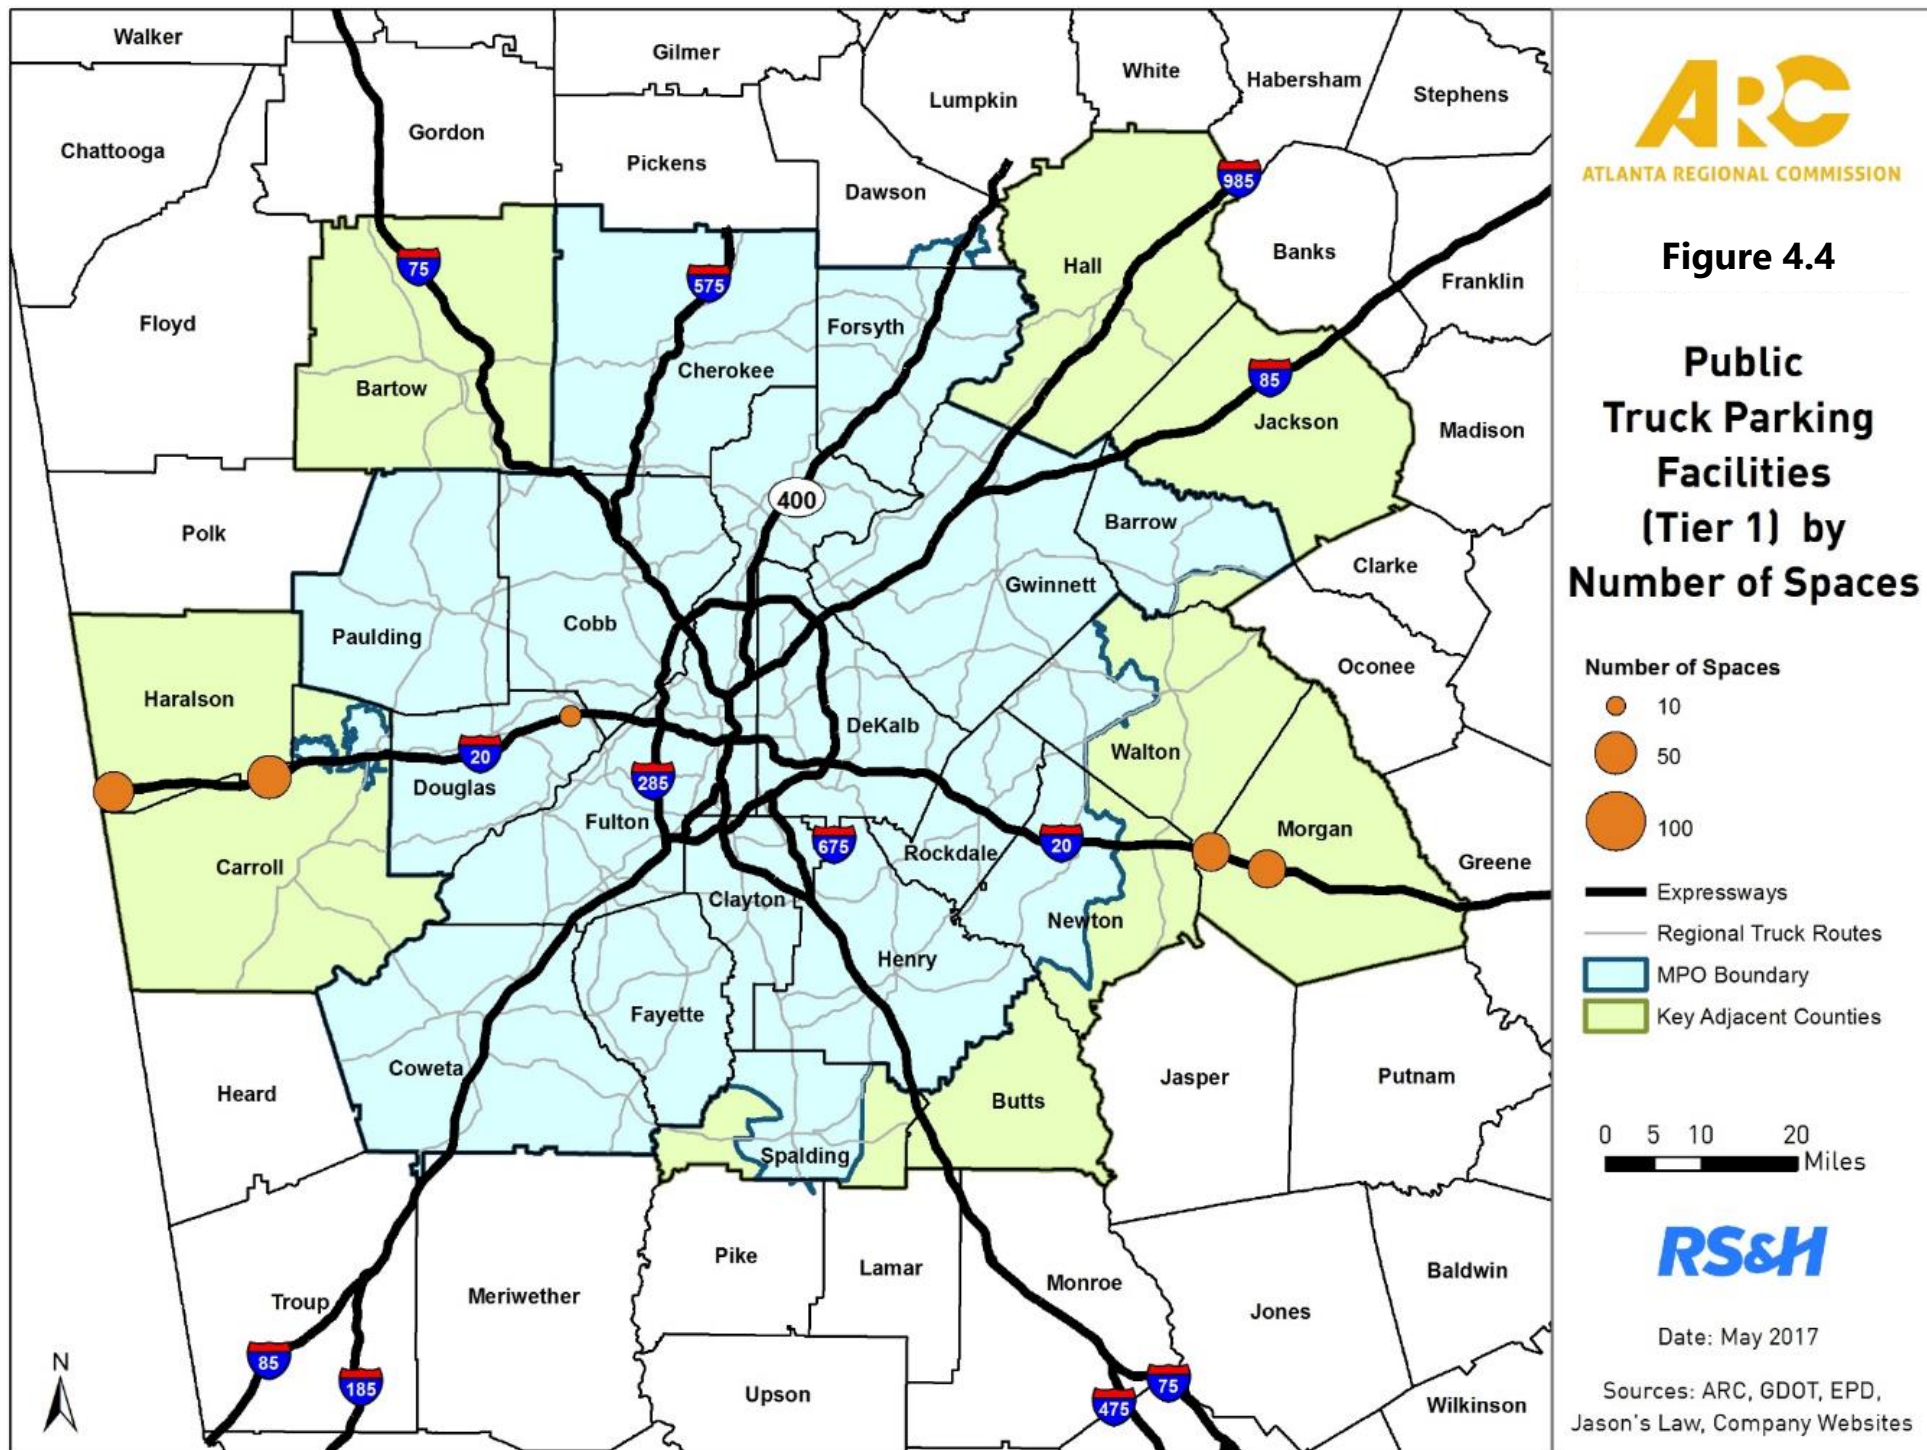 Walker
Gilmer
White
Habersham
Stephens
Lumpkin
Gordon
Chattooga
Pickens
Dawson
985
Banks
Hall
75
575
Franklin
Floyd
Forsyth
Cherokee
85
Bartow
Jackson
Madison
400
Barrow
Polk
Clarke
Gwinnett
Cobb
Paulding
Oconee
Haralson
DeKalb
Walton
20
285
Douglas
Fulton
Morgan
675
20
Rockdale
Greene
Carroll
Clayton
Newton
Henry
Fayette
Coweta
Jasper
Putnam
Heard
Butts
Spalding
Pike
Lamar
Baldwin
Monroe
Meriwether
Troup
Jones
N
85
185
75
Upson
475
Wilkinson
ARC
ATLANTA REGIONAL COMMISSION
Figure 4.4
Public
Truck Parking
Facilities
(Tier 1) by
Number of Spaces
Number of Spaces
10
50
100
Expressways
Regional Truck Routes
MPO Boundary
Key Adjacent Counties
0 5 10 20
Miles
RS&H
Date: May 2017
Sources: ARC, GDOT, EPD,
Jason's Law, Company Websites